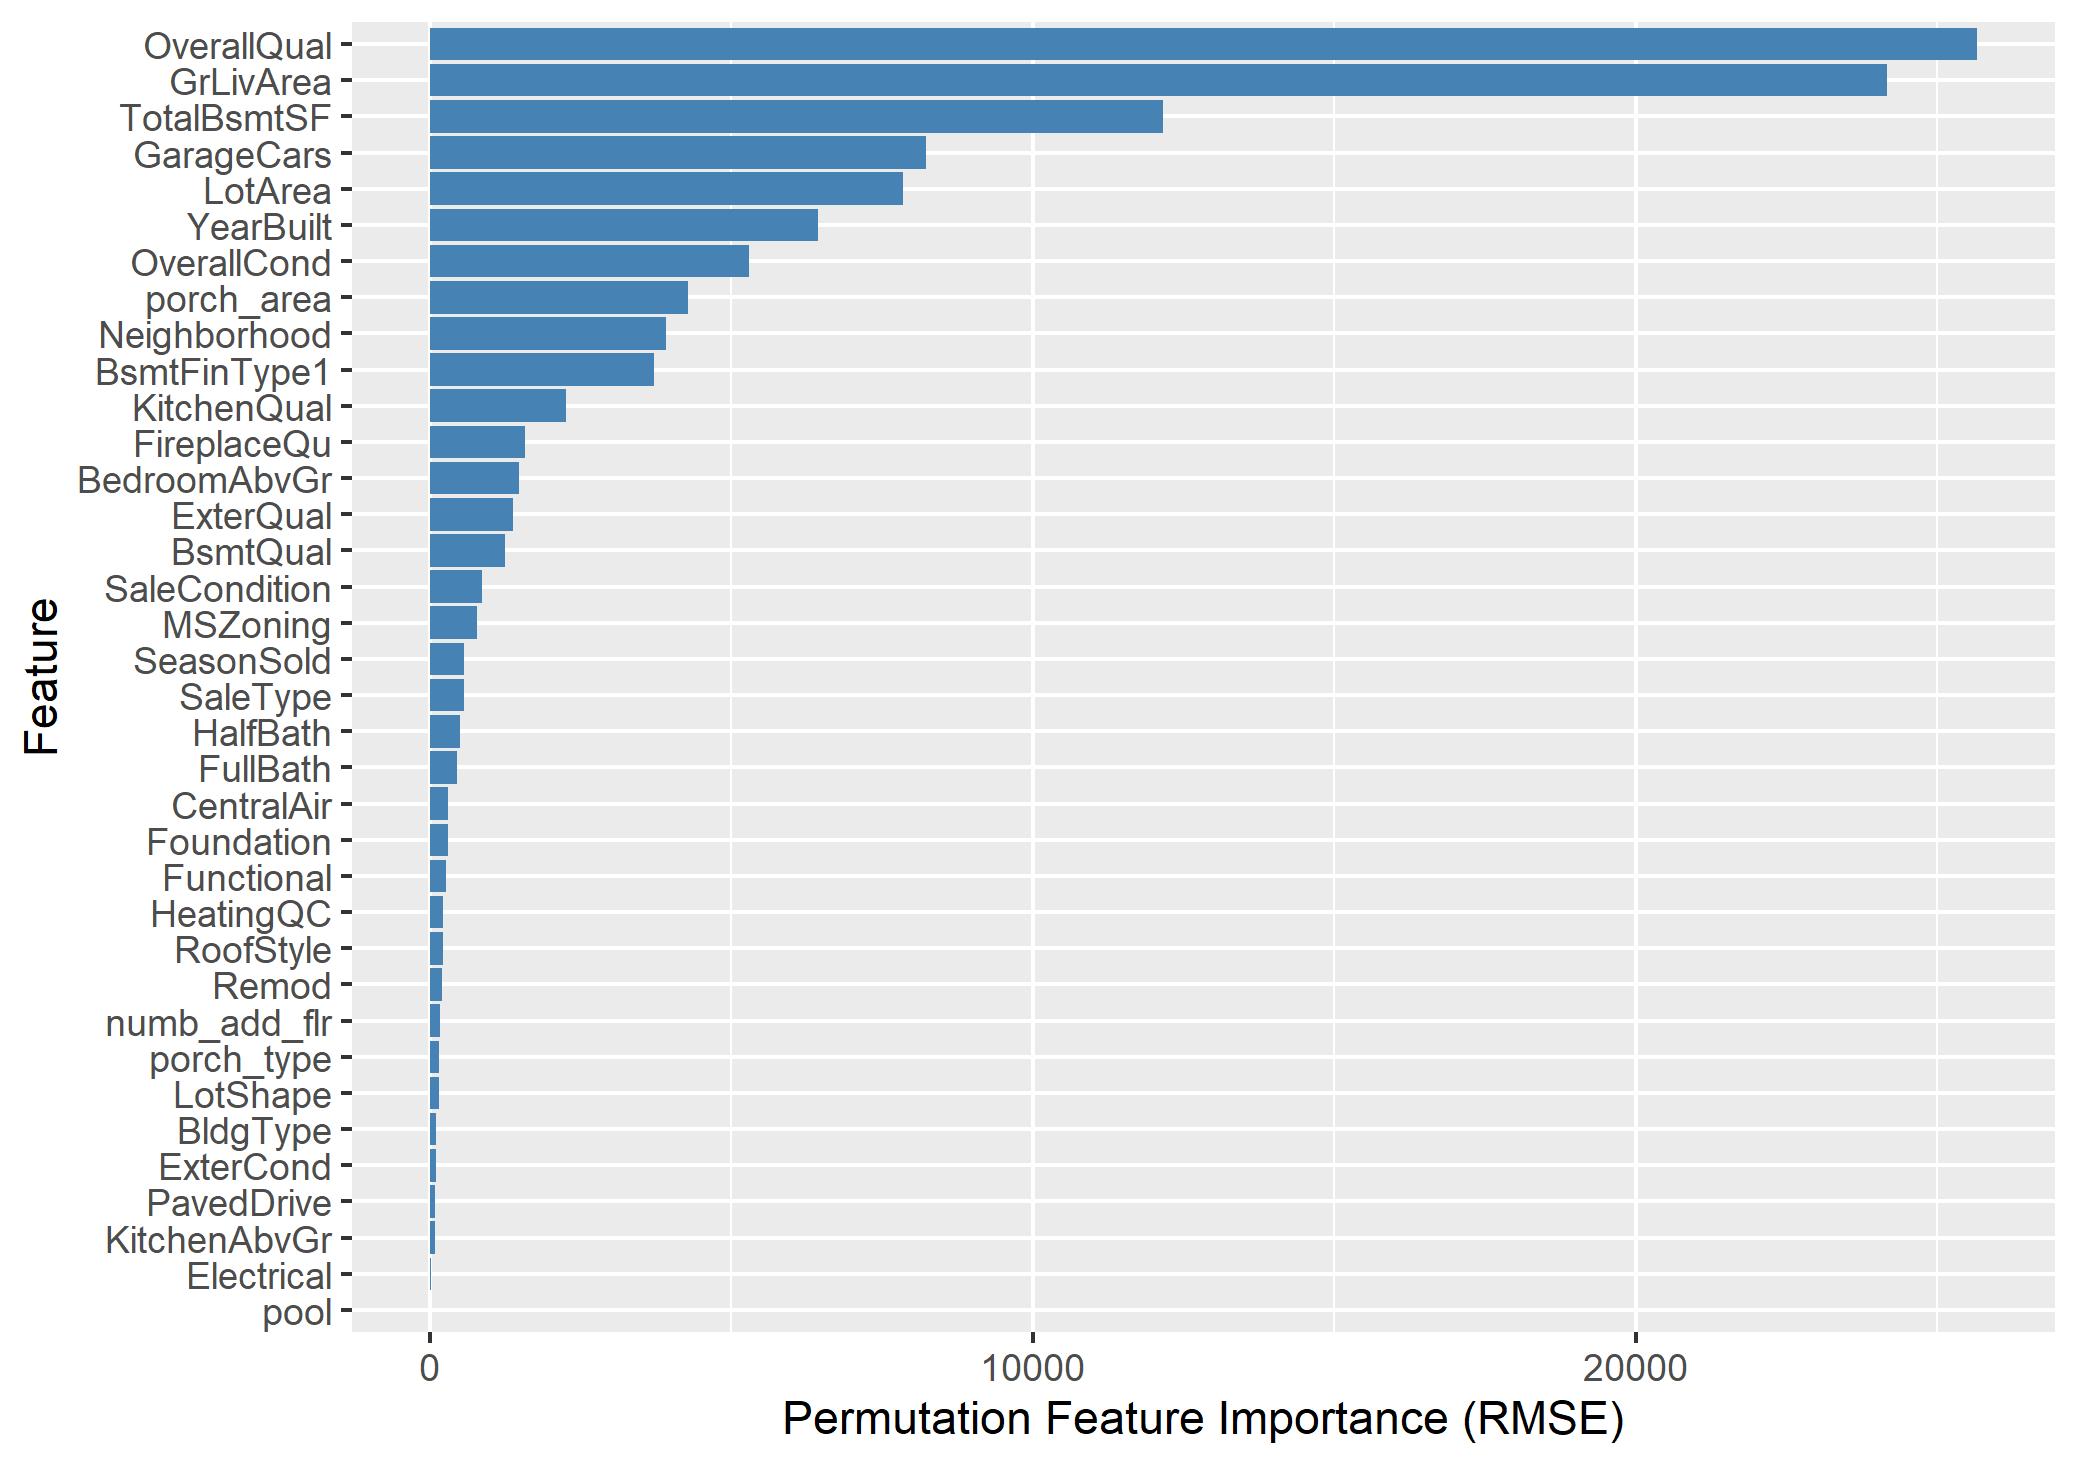 OverallQual
GrLivArea
TotalBsmtSF
GarageCars
LotArea
YearBuilt
OverallCond
porch_area
Neighborhood
BsmtFinType1
KitchenQual
FireplaceQu
BedroomAbvGr
ExterQual
BsmtQual
SaleCondition
MSZoning
SeasonSold
SaleType
HalfBath
FullBath
CentralAir
Foundation
Functional
HeatingQC
RoofStyle
Remod
numb_add_flr
porch_type
LotShape
BldgType
ExterCond
PavedDrive
KitchenAbvGr
Electrical
pool
Feature
0 10000 20000
Permutation Feature Importance (RMSE)